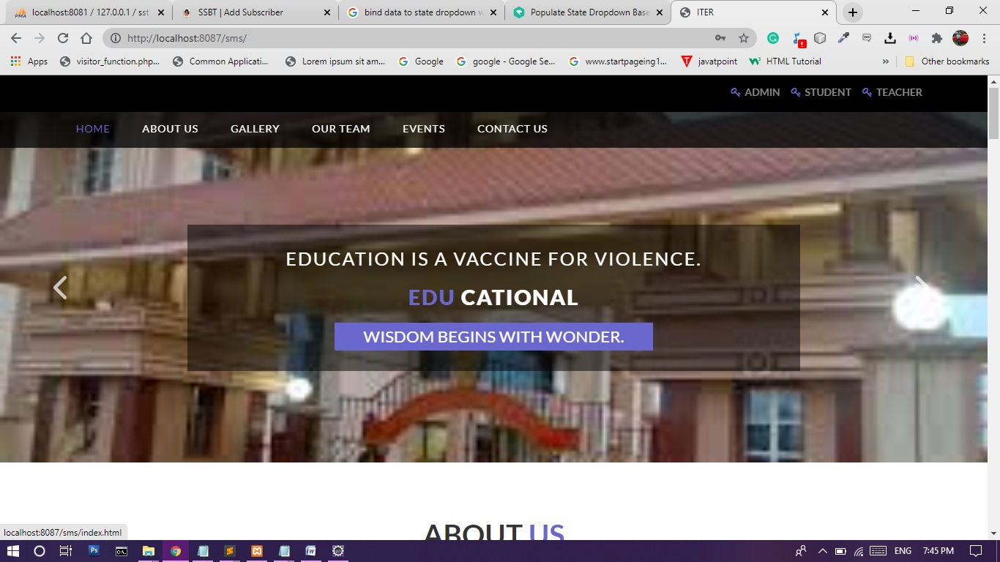 localhost:8081 / 127.0.0.1 / sst
SSBT | Add Subscriber
bind data to state dropdown w
Populate State Dropdown Base
ITER
http://localhost:8087/sms/
Apps
visitor_function.php...
Common Applicati...
Lorem ipsum sit am...
Google
google - Google Se...
www.startpageing1...
javatpoint
HTML Tutorial
Other bookmarks
ADMIN
STUDENT
TEACHER
HOME
ABOUT US
GALLERY
OUR TEAM
EVENTS
CONTACT US
EDUCATION IS A VACCINE FOR VIOLENCE.
EDU CATIONAL
WISDOM BEGINS WITH WONDER.
ABOUT US
localhost:8087/sms/index.html
ENG
7:45 PM